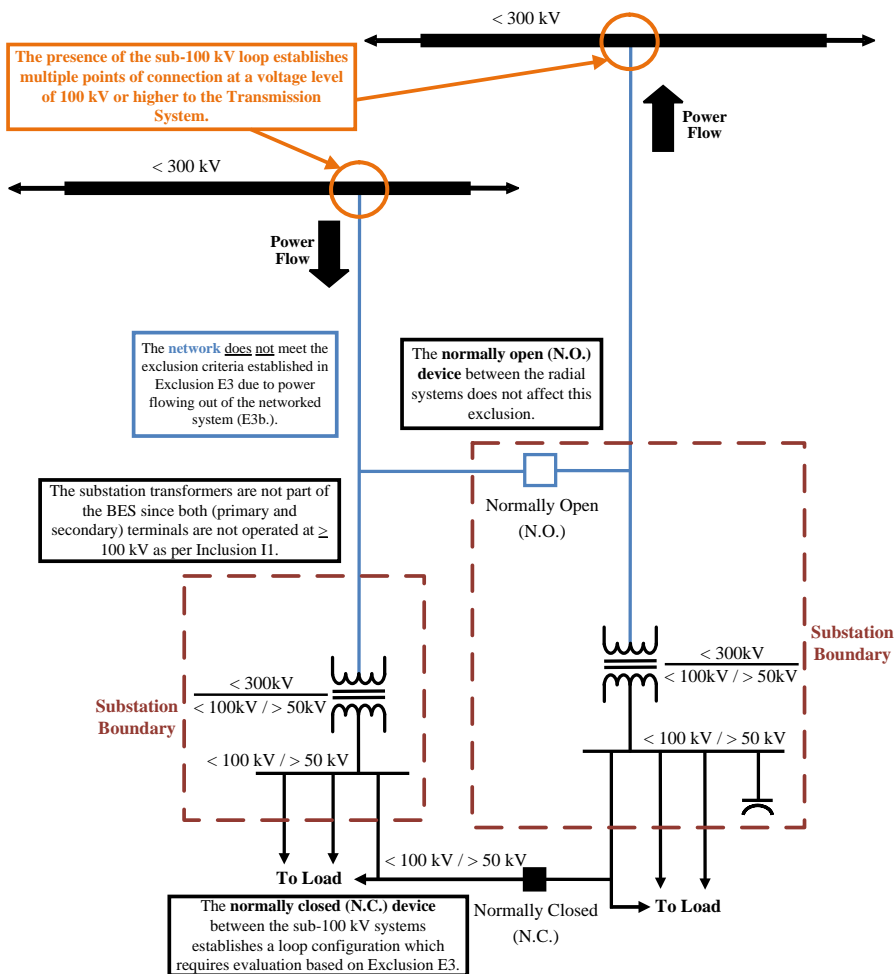 < 300 kV
The presence of the sub-100 kV loop establishes
multiple points of connection at a voltage level
of 100 kV or higher to the Transmission
System.
Power
Flow
< 300 kV
Power
Flow
The network does not meet the
exclusion criteria established in
Exclusion E3 due to power
flowing out of the networked
system (E3b.).
The normally open (N.O.)
device between the radial
systems does not affect this
exclusion.
The substation transformers are not part of
the BES since both (primary and
secondary) terminals are not operated at ≥
100 kV as per Inclusion I1.
Normally Open
(N.O.)
Substation
Boundary
< 300kV
< 100kV / > 50kV
< 300kV
< 100kV / > 50kV
Substation
Boundary
< 100 kV / > 50 kV
< 100 kV / > 50 kV
< 100 kV / > 50 kV
To Load
To Load
Normally Closed
(N.C.)
The normally closed (N.C.) device
between the sub-100 kV systems
establishes a loop configuration which
requires evaluation based on Exclusion E3.